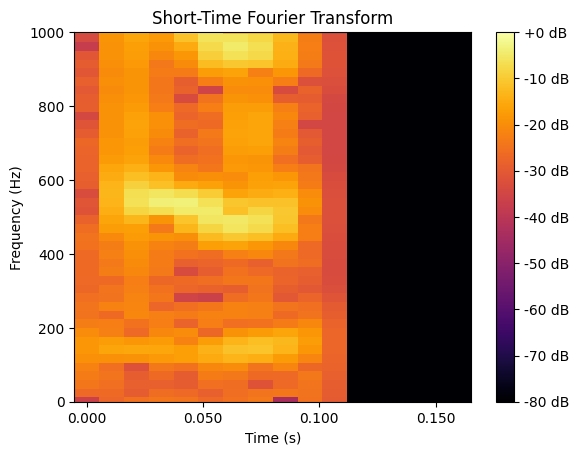 Short-Time Fourier Transform
1000
800
600
400
200
0
Frequency (Hz)
0.000
0.050
0.100
0.150
Time (s)
+0 dB
-10 dB
-20 dB
-30 dB
-40 dB
-50 dB
-60 dB
-70 dB
-80 dB